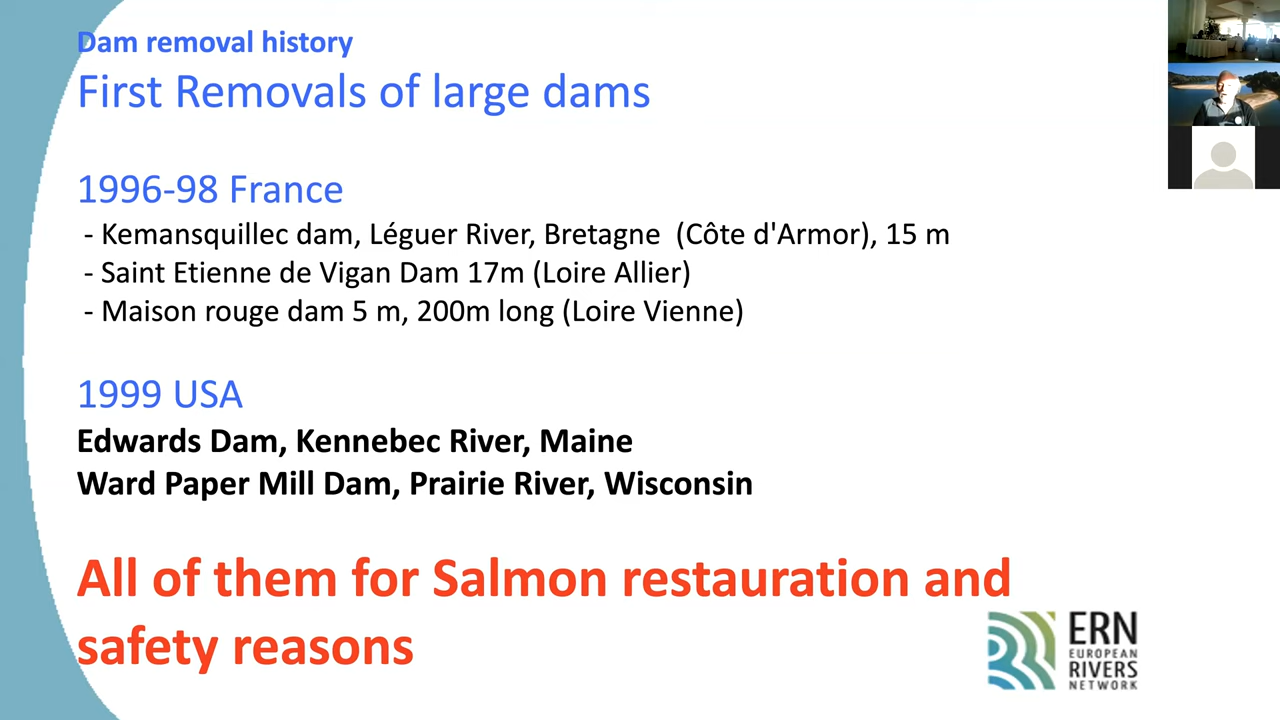 Dam removal history
First Removals of large dams
1996-98 France
- Kemansquillec dam, Léguer River, Bretagne (Côte d'Armor), 15 m
- Saint Etienne de Vigan Dam 17m (Loire Allier)
- Maison rouge dam 5 m, 200m long (Loire Vienne)
1999 USA
Edwards Dam, Kennebec River, Maine
Ward Paper Mill Dam, Prairie River, Wisconsin
All of them for Salmon restauration and
safety reasons
ERN
EUROPEAN
RIVERS
NETWORK